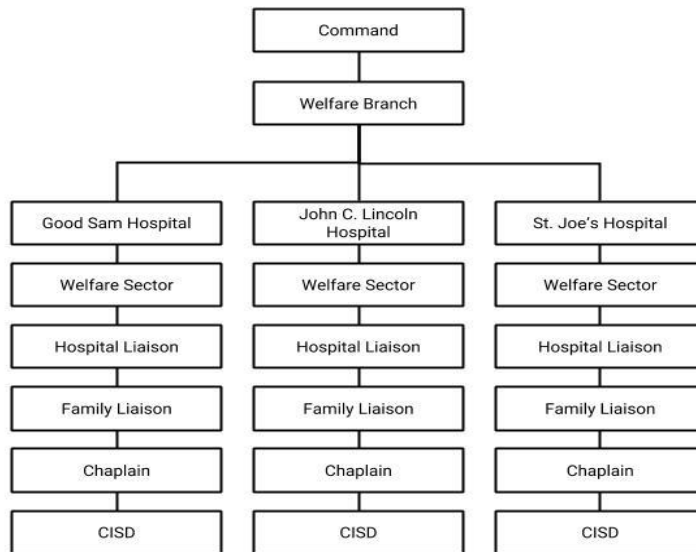 Command
Welfare Branch
Good Sam Hospital
John C. Lincoln
Hospital
St. Joe's Hospital
Welfare Sector
Welfare Sector
Welfare Sector
Hospital Liaison
Hospital Liaison
Hospital Liaison
Family Liaison
Family Liaison
Family Liaison
Chaplain
Chaplain
Chaplain
CISD
CISD
CISD